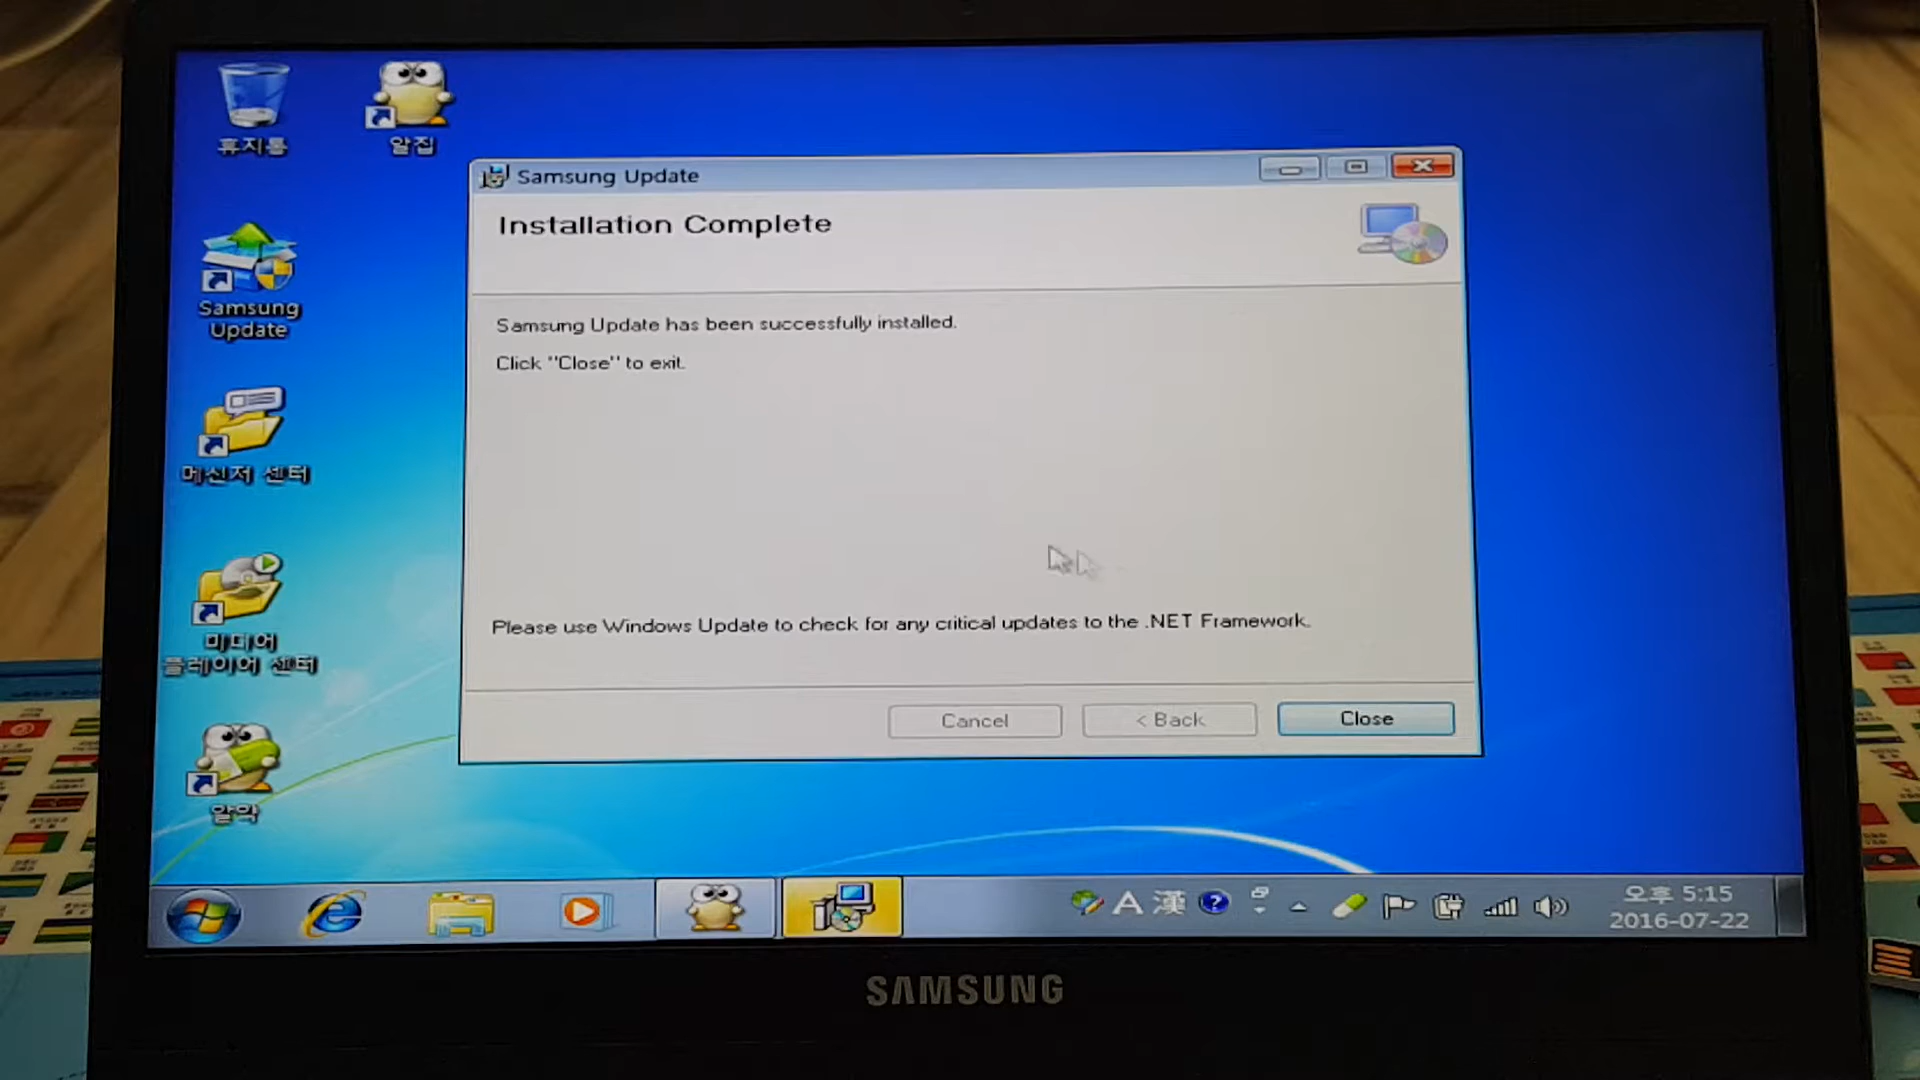 휴지통
알집
Samsung
Update
메신저 센터
미디어
플레이어 센터
알약
Samsung Update
Installation Complete
Samsung Update has been successfully installed.
Click "Close" to exit.
Please use Windows Update to check for any critical updates to the .NET Framework.
Cancel
< Back
Close
A 漢 ?
오후 5:15
2016-07-22
SAMSUNG